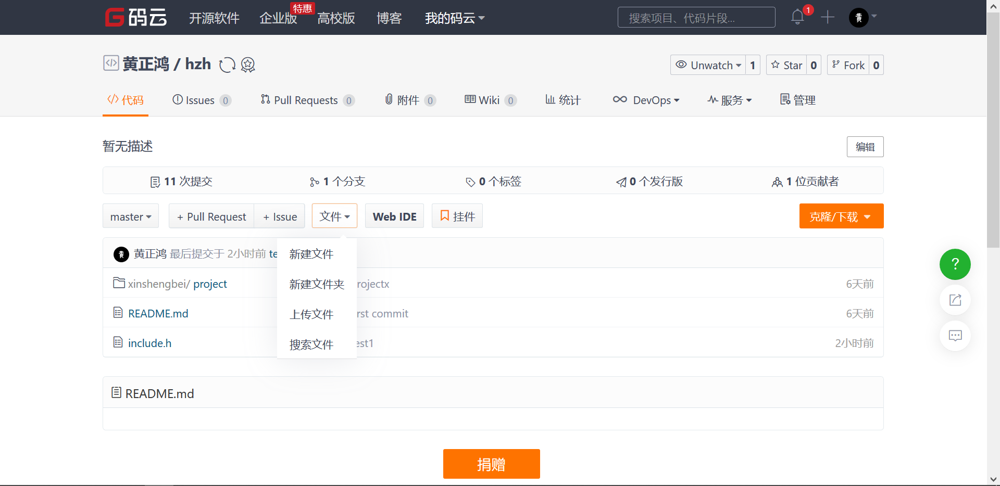 码云 开源软件 企业版 特惠 高校版 博客 我的码云 搜索项目、代码片段... 1 黄
黄正鸿 / hzh Unwatch 1 Star 0 Fork 0
代码 Issues 0 Pull Requests 0 附件 0 Wiki 0 统计 DevOps 服务 管理
暂无描述 编辑
11 次提交 1 个分支 0 个标签 0 个发行版 1 位贡献者
master + Pull Request + Issue 文件 Web IDE 挂件 克隆/下载
黄 黄正鸿 最后提交于 2小时前 te
新建文件
xinshengbei/ project rojectx 6天前
新建文件夹
README.md rst commit 6天前
上传文件
include.h est1 2小时前
搜索文件
?
README.md
捐赠